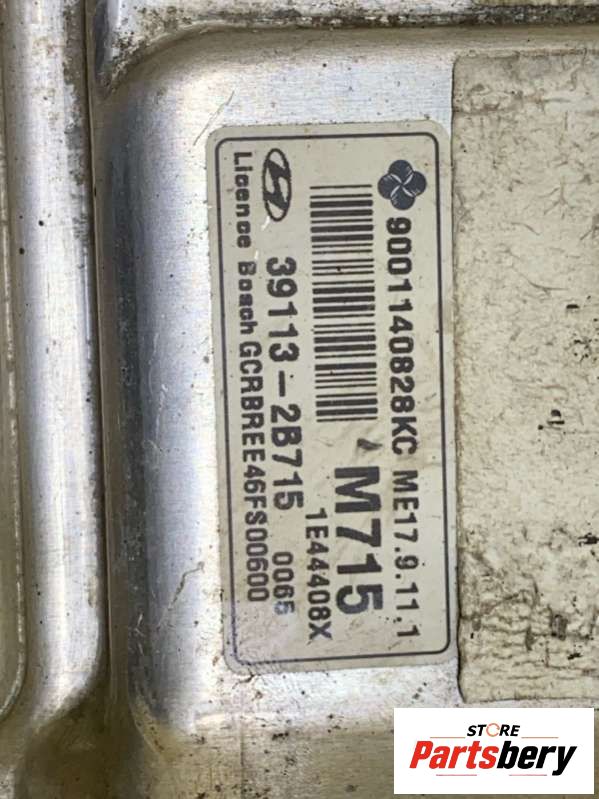 9001140828KC ME17.9.11.1
M715
1E44408X
39113-2B715 0065
Licence Bosch GCRBREE46FS00600
STORE
Partsbery